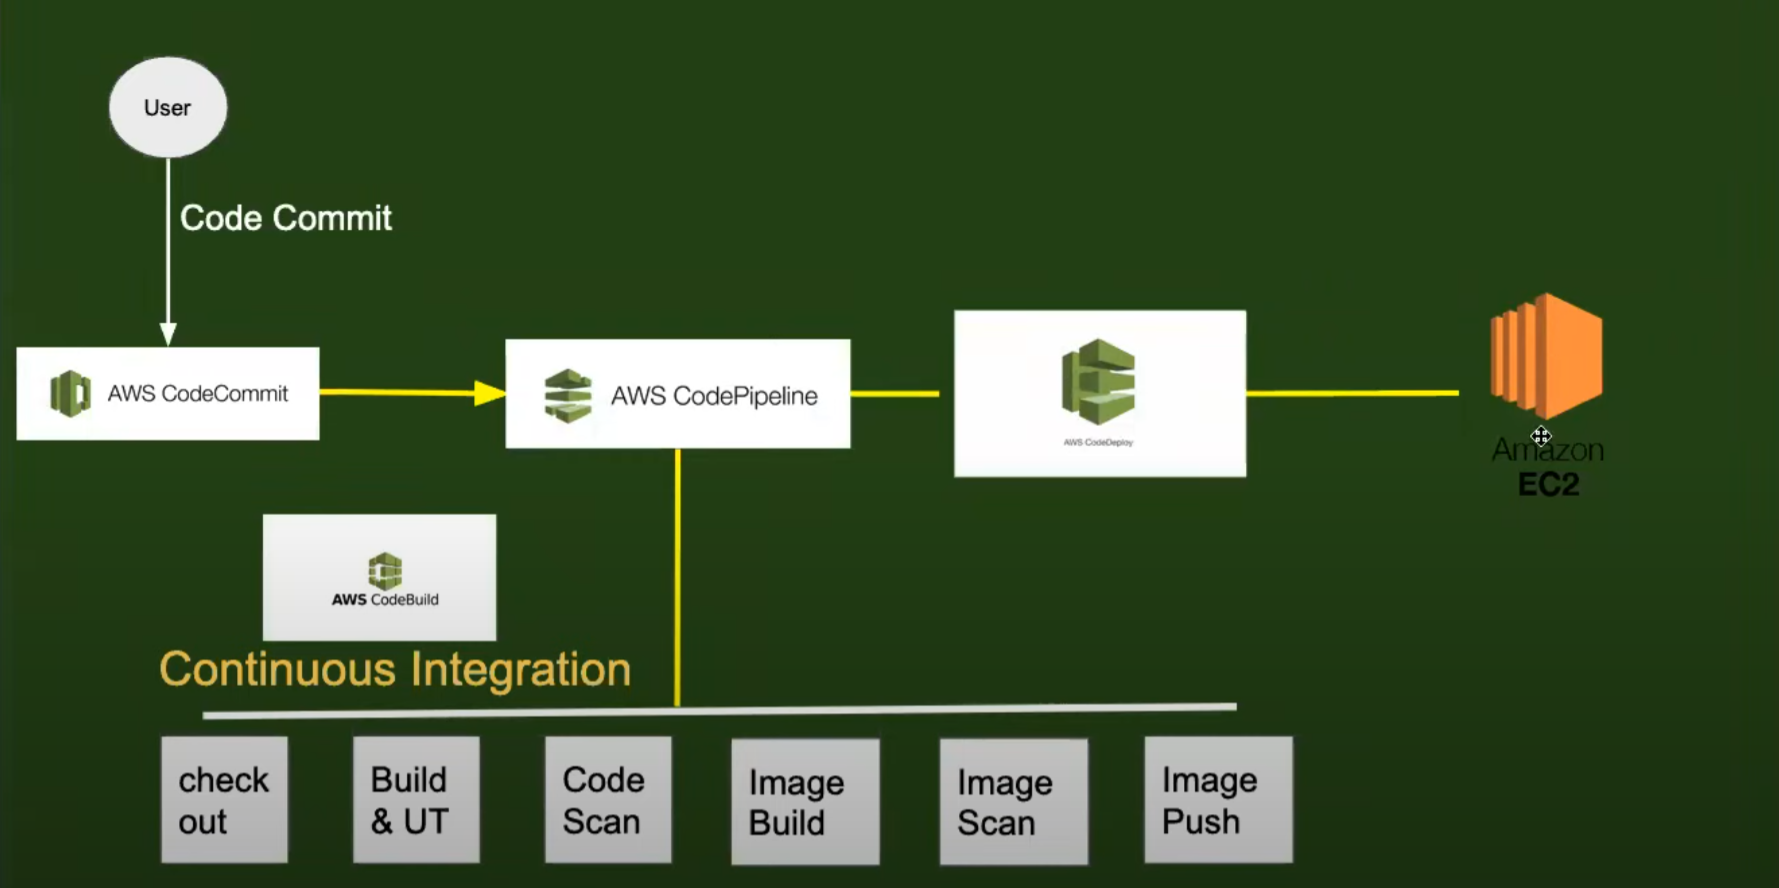 User
Code Commit
AWS CodeCommit
AWS CodePipeline
AWS CodeDeploy
Amazon
EC2
AWS CodeBuild
Continuous Integration
check
out
Build
& UT
Code
Scan
Image
Build
Image
Scan
Image
Push